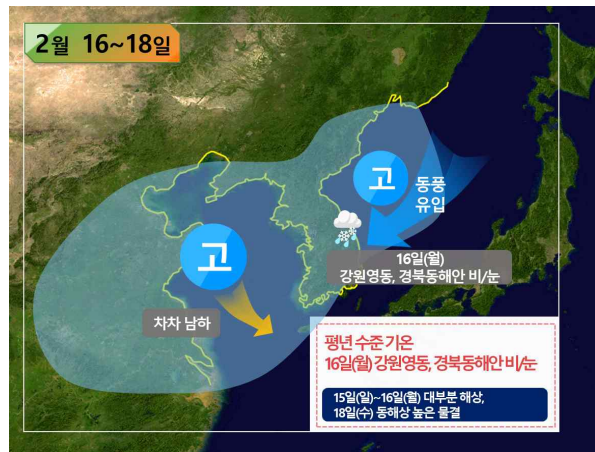 2월 16~18일
고
동풍
유입
16일(월)
강원영동, 경북동해안 비/눈
고
차차 남하
평년 수준 기온
16일(월) 강원영동, 경북동해안 비/눈
15일(일)~16일(월) 대부분 해상,
18일(수) 동해상 높은 물결